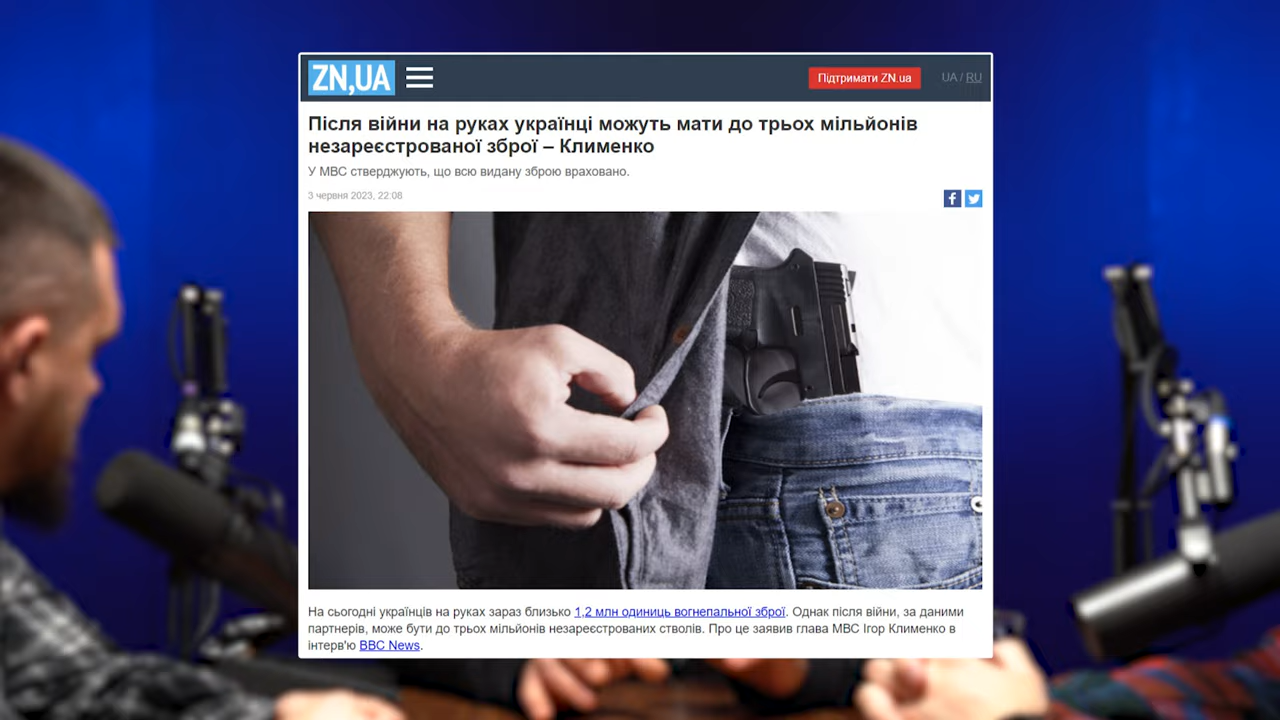 ZN,UA
Підтримати ZN.ua
UA / RU
Після війни на руках українці можуть мати до трьох мільйонів
незареєстрованої зброї – Клименко
У МВС стверджують, що всю видану зброю враховано.
3 червня 2023, 22:08
На сьогодні українців на руках зараз близько 1,2 млн одиниць вогнепальної зброї. Однак після війни, за даними
партнерів, може бути до трьох мільйонів незареєстрованих стволів. Про це заявив глава МВС Ігор Клименко в
інтерв'ю BBC News.